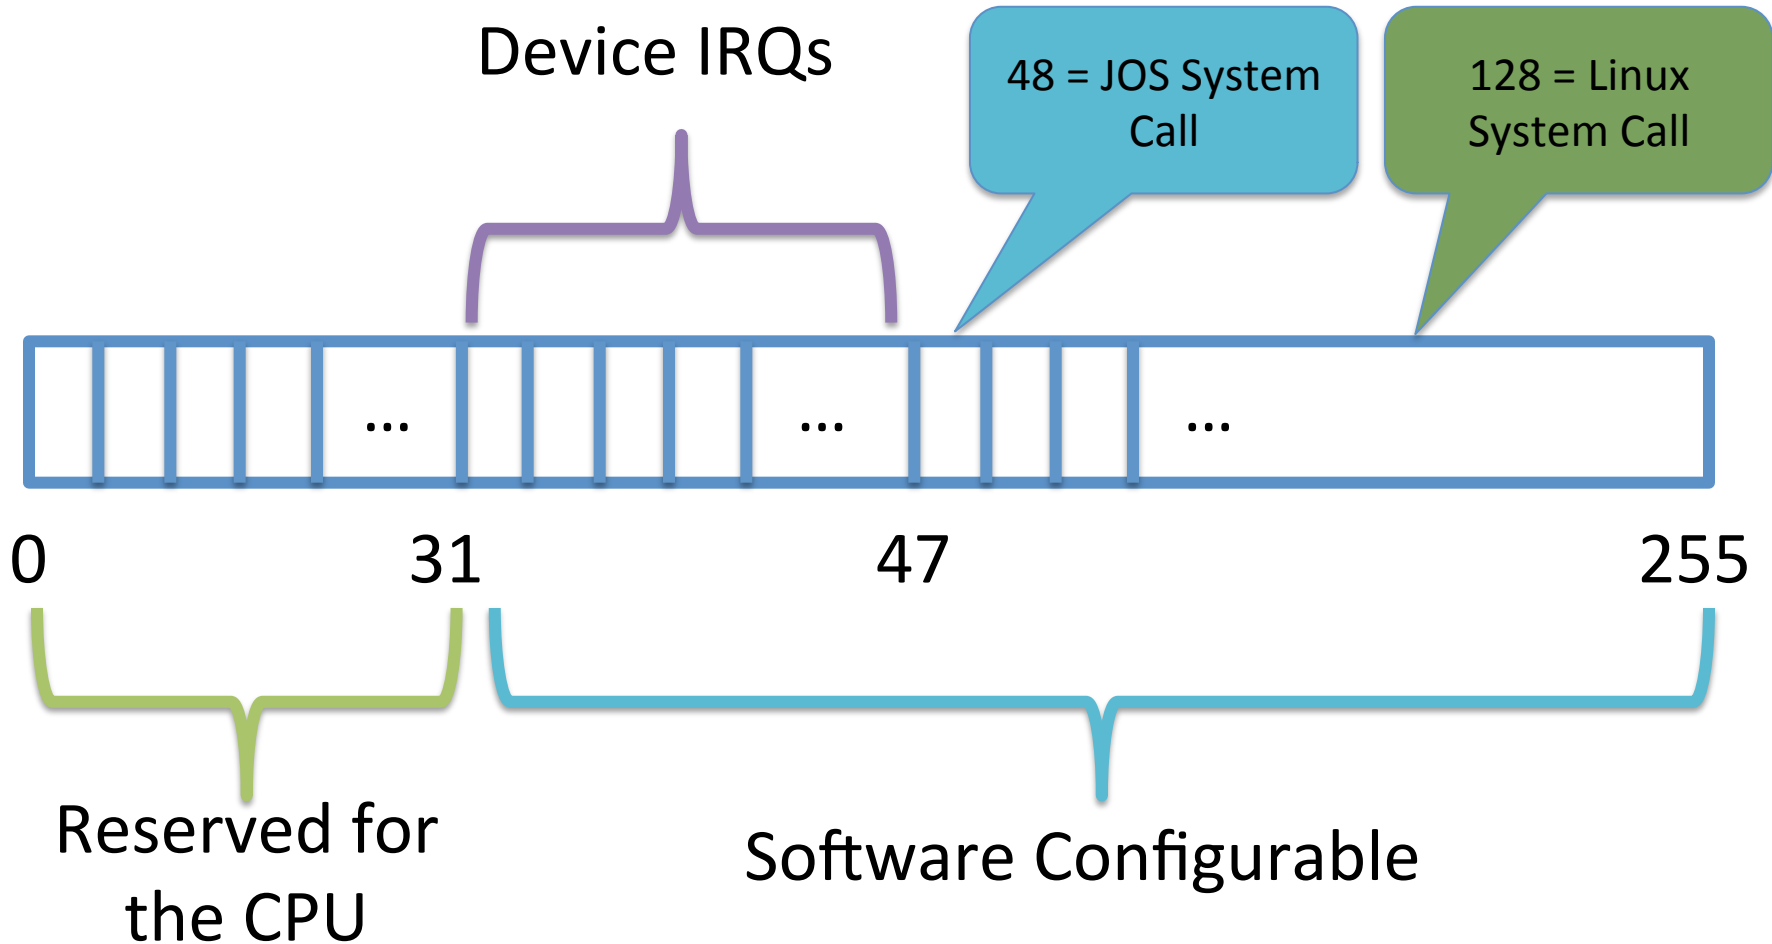 Device IRQs
48 = JOS System
Call
128 = Linux
System Call
... ... ...
0 31 47 255
Reserved for
the CPU
Software Configurable